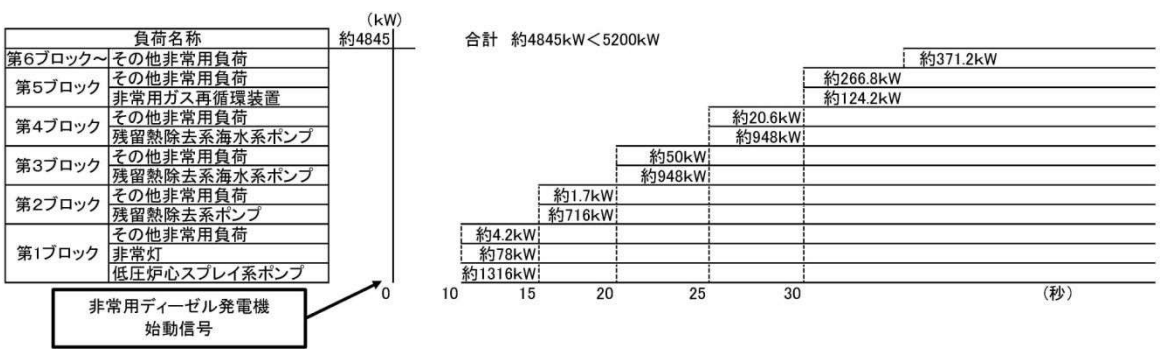 (kW)
負荷名称 約4845 合計 約4845kW＜5200kW
第6ブロック～ その他非常用負荷 約371.2kW
第5ブロック その他非常用負荷 約266.8kW
非常用ガス再循環装置 約124.2kW
第4ブロック その他非常用負荷 約20.6kW
残留熱除去系海水系ポンプ 約948kW
第3ブロック その他非常用負荷 約50kW
残留熱除去系海水系ポンプ 約948kW
第2ブロック その他非常用負荷 約1.7kW
残留熱除去系ポンプ 約716kW
第1ブロック その他非常用負荷 約4.2kW
非常灯 約78kW
低圧炉心スプレイ系ポンプ 約1316kW
0 10 15 20 25 30 (秒)
非常用ディーゼル発電機
始動信号